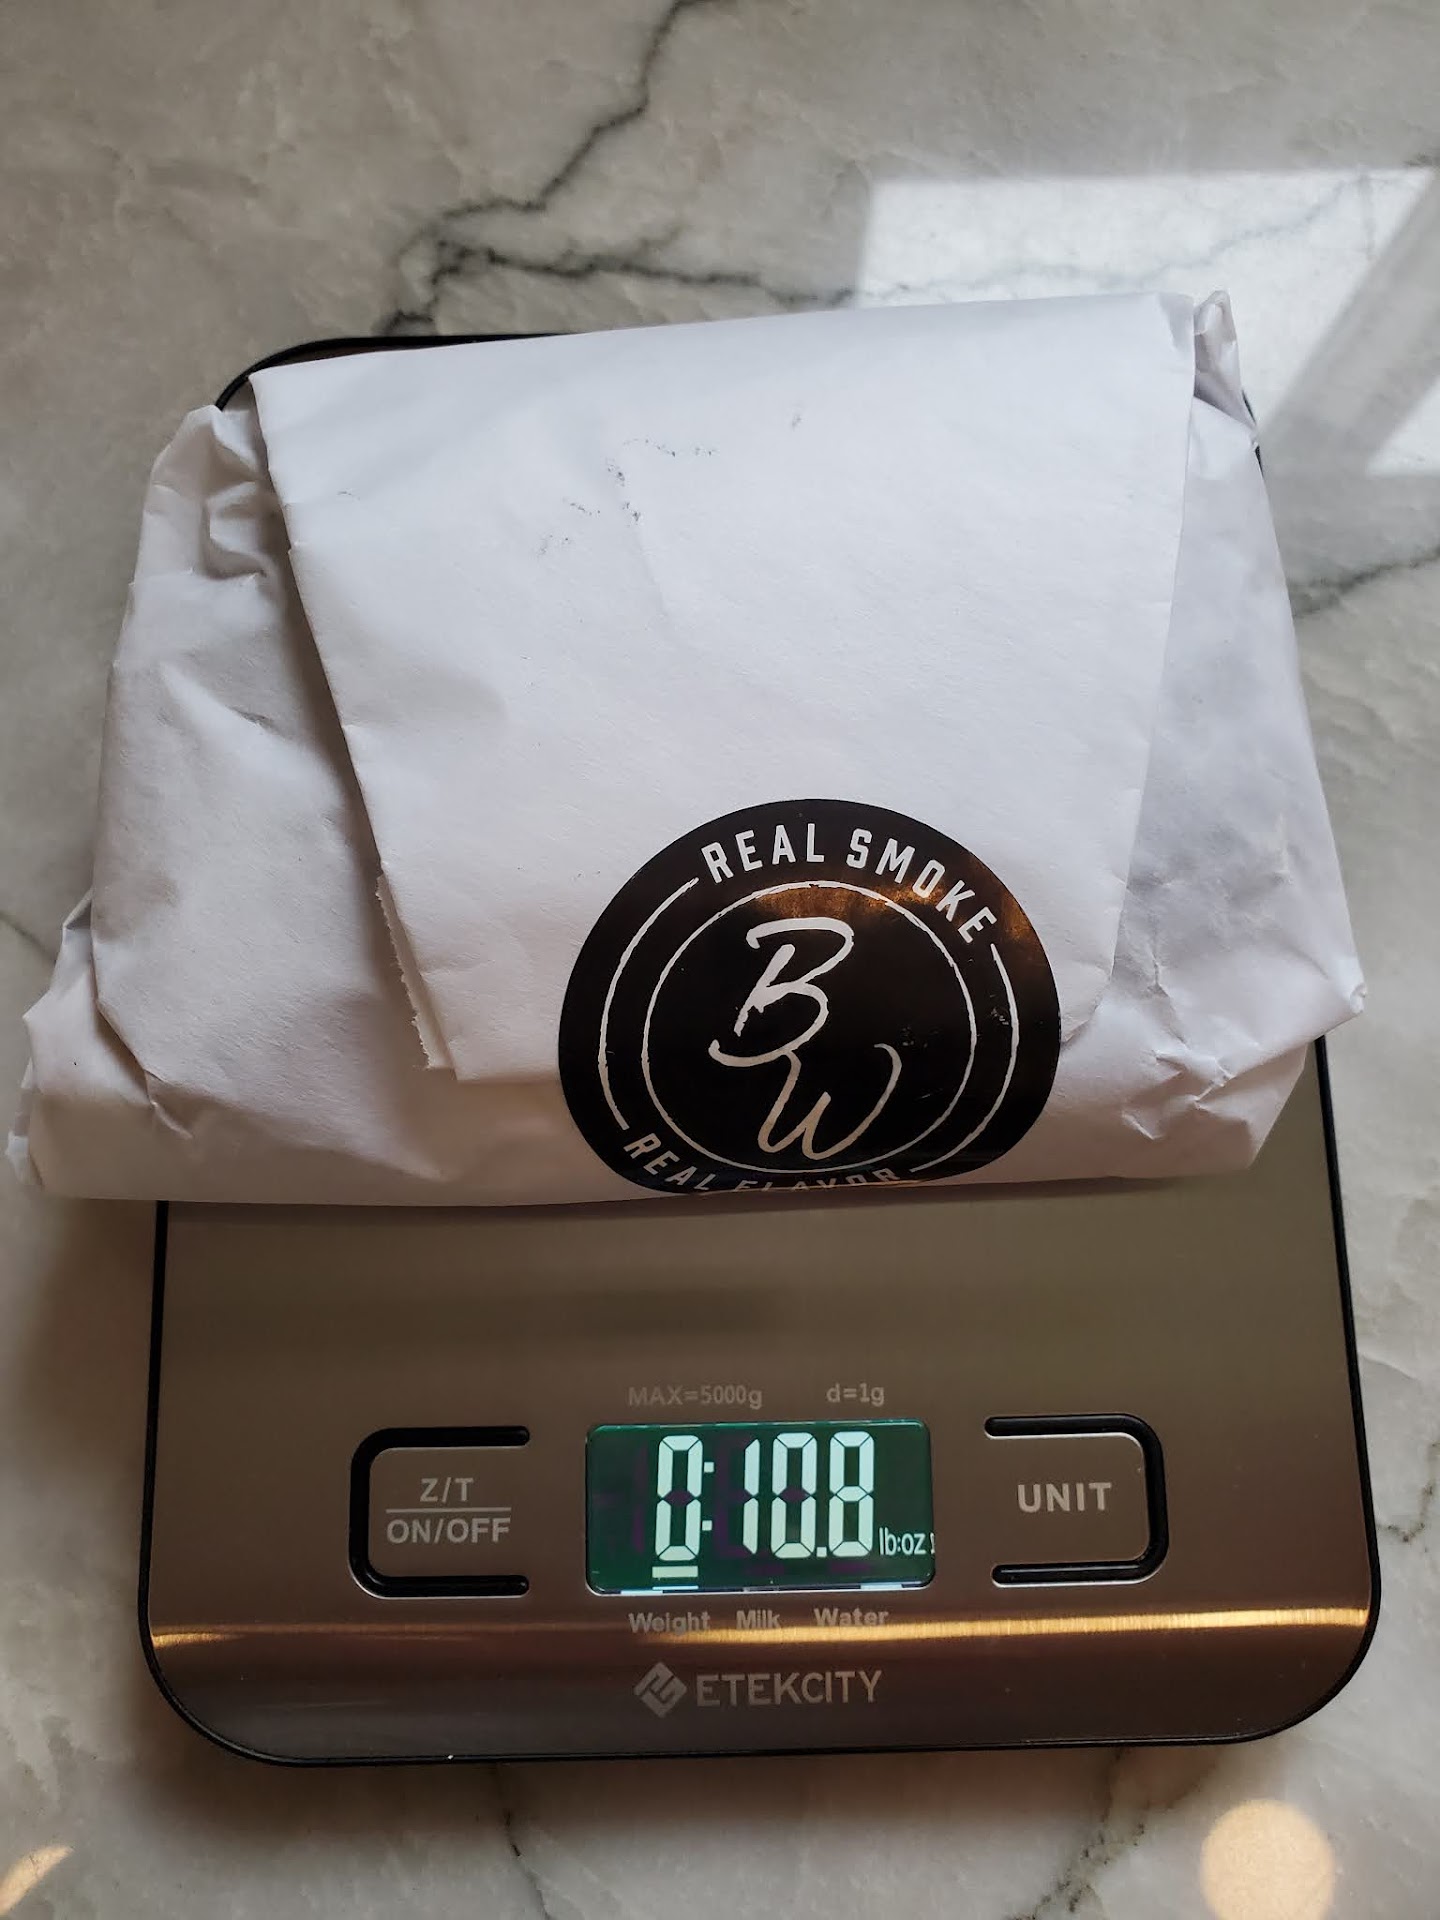 REAL SMOKE
BW
REAL FLAVOR
MAX=5000g d=1g
Z/T
ON/OFF
0:10.8 lb:oz
UNIT
Weight Milk Water
ETEKCITY